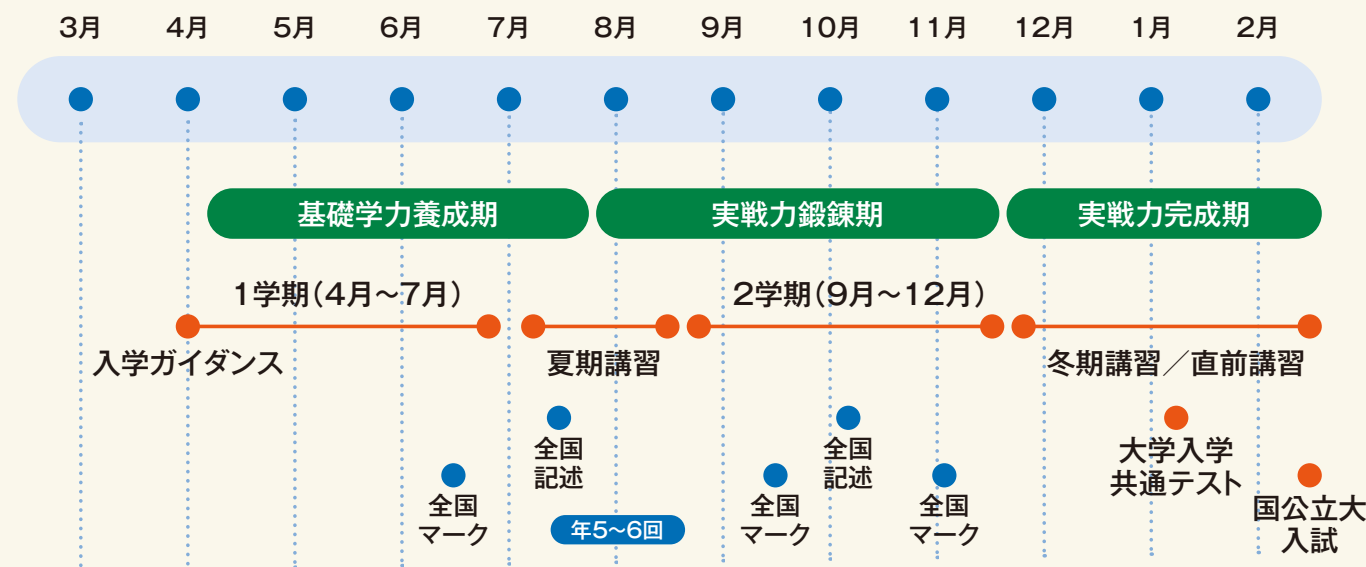 3月 4月 5月 6月 7月 8月 9月 10月 11月 12月 1月 2月
基礎学力養成期 実戦力鍛錬期 実戦力完成期
1学期(4月〜7月) 2学期(9月〜12月)
入学ガイダンス 夏期講習 冬期講習／直前講習
全国
記述
全国
記述
大学入学
共通テスト
全国
マーク
年5〜6回
全国
マーク
全国
マーク
国公立大
入試